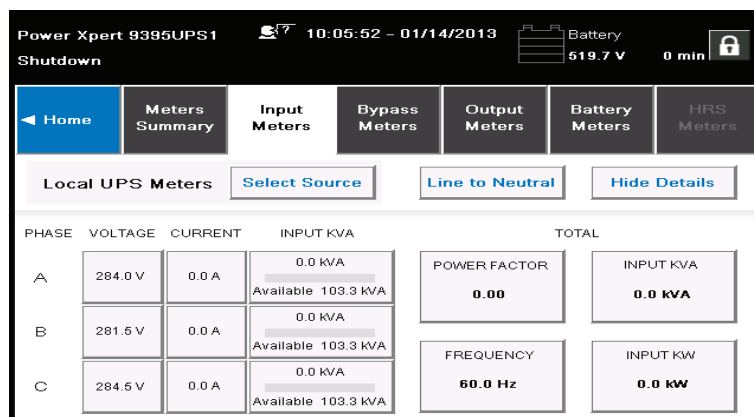 Power Xpert 9395UPS1
? 10:05:52 - 01/14/2013
Battery
Shutdown
519.7 V 0 min
◄ Home
Meters Summary
Input Meters
Bypass Meters
Output Meters
Battery Meters
HRS Meters
Local UPS Meters
Select Source
Line to Neutral
Hide Details
PHASE VOLTAGE CURRENT INPUT KVA TOTAL
A 284.0 V 0.0 A 0.0 kVA
Available 103.3 kVA
B 281.5 V 0.0 A 0.0 kVA
Available 103.3 kVA
C 284.5 V 0.0 A 0.0 kVA
Available 103.3 kVA
POWER FACTOR
0.00
INPUT KVA
0.0 kVA
FREQUENCY
60.0 Hz
INPUT KW
0.0 kW